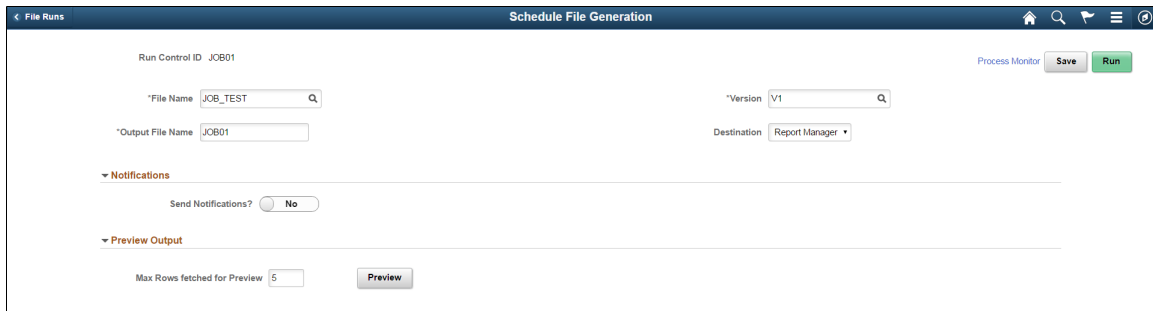 File Runs Schedule File Generation
Run Control ID JOB01 Process Monitor Save Run
*File Name JOB_TEST *Version V1
*Output File Name JOB01 Destination Report Manager
Notifications
Send Notifications? No
Preview Output
Max Rows fetched for Preview 5 Preview